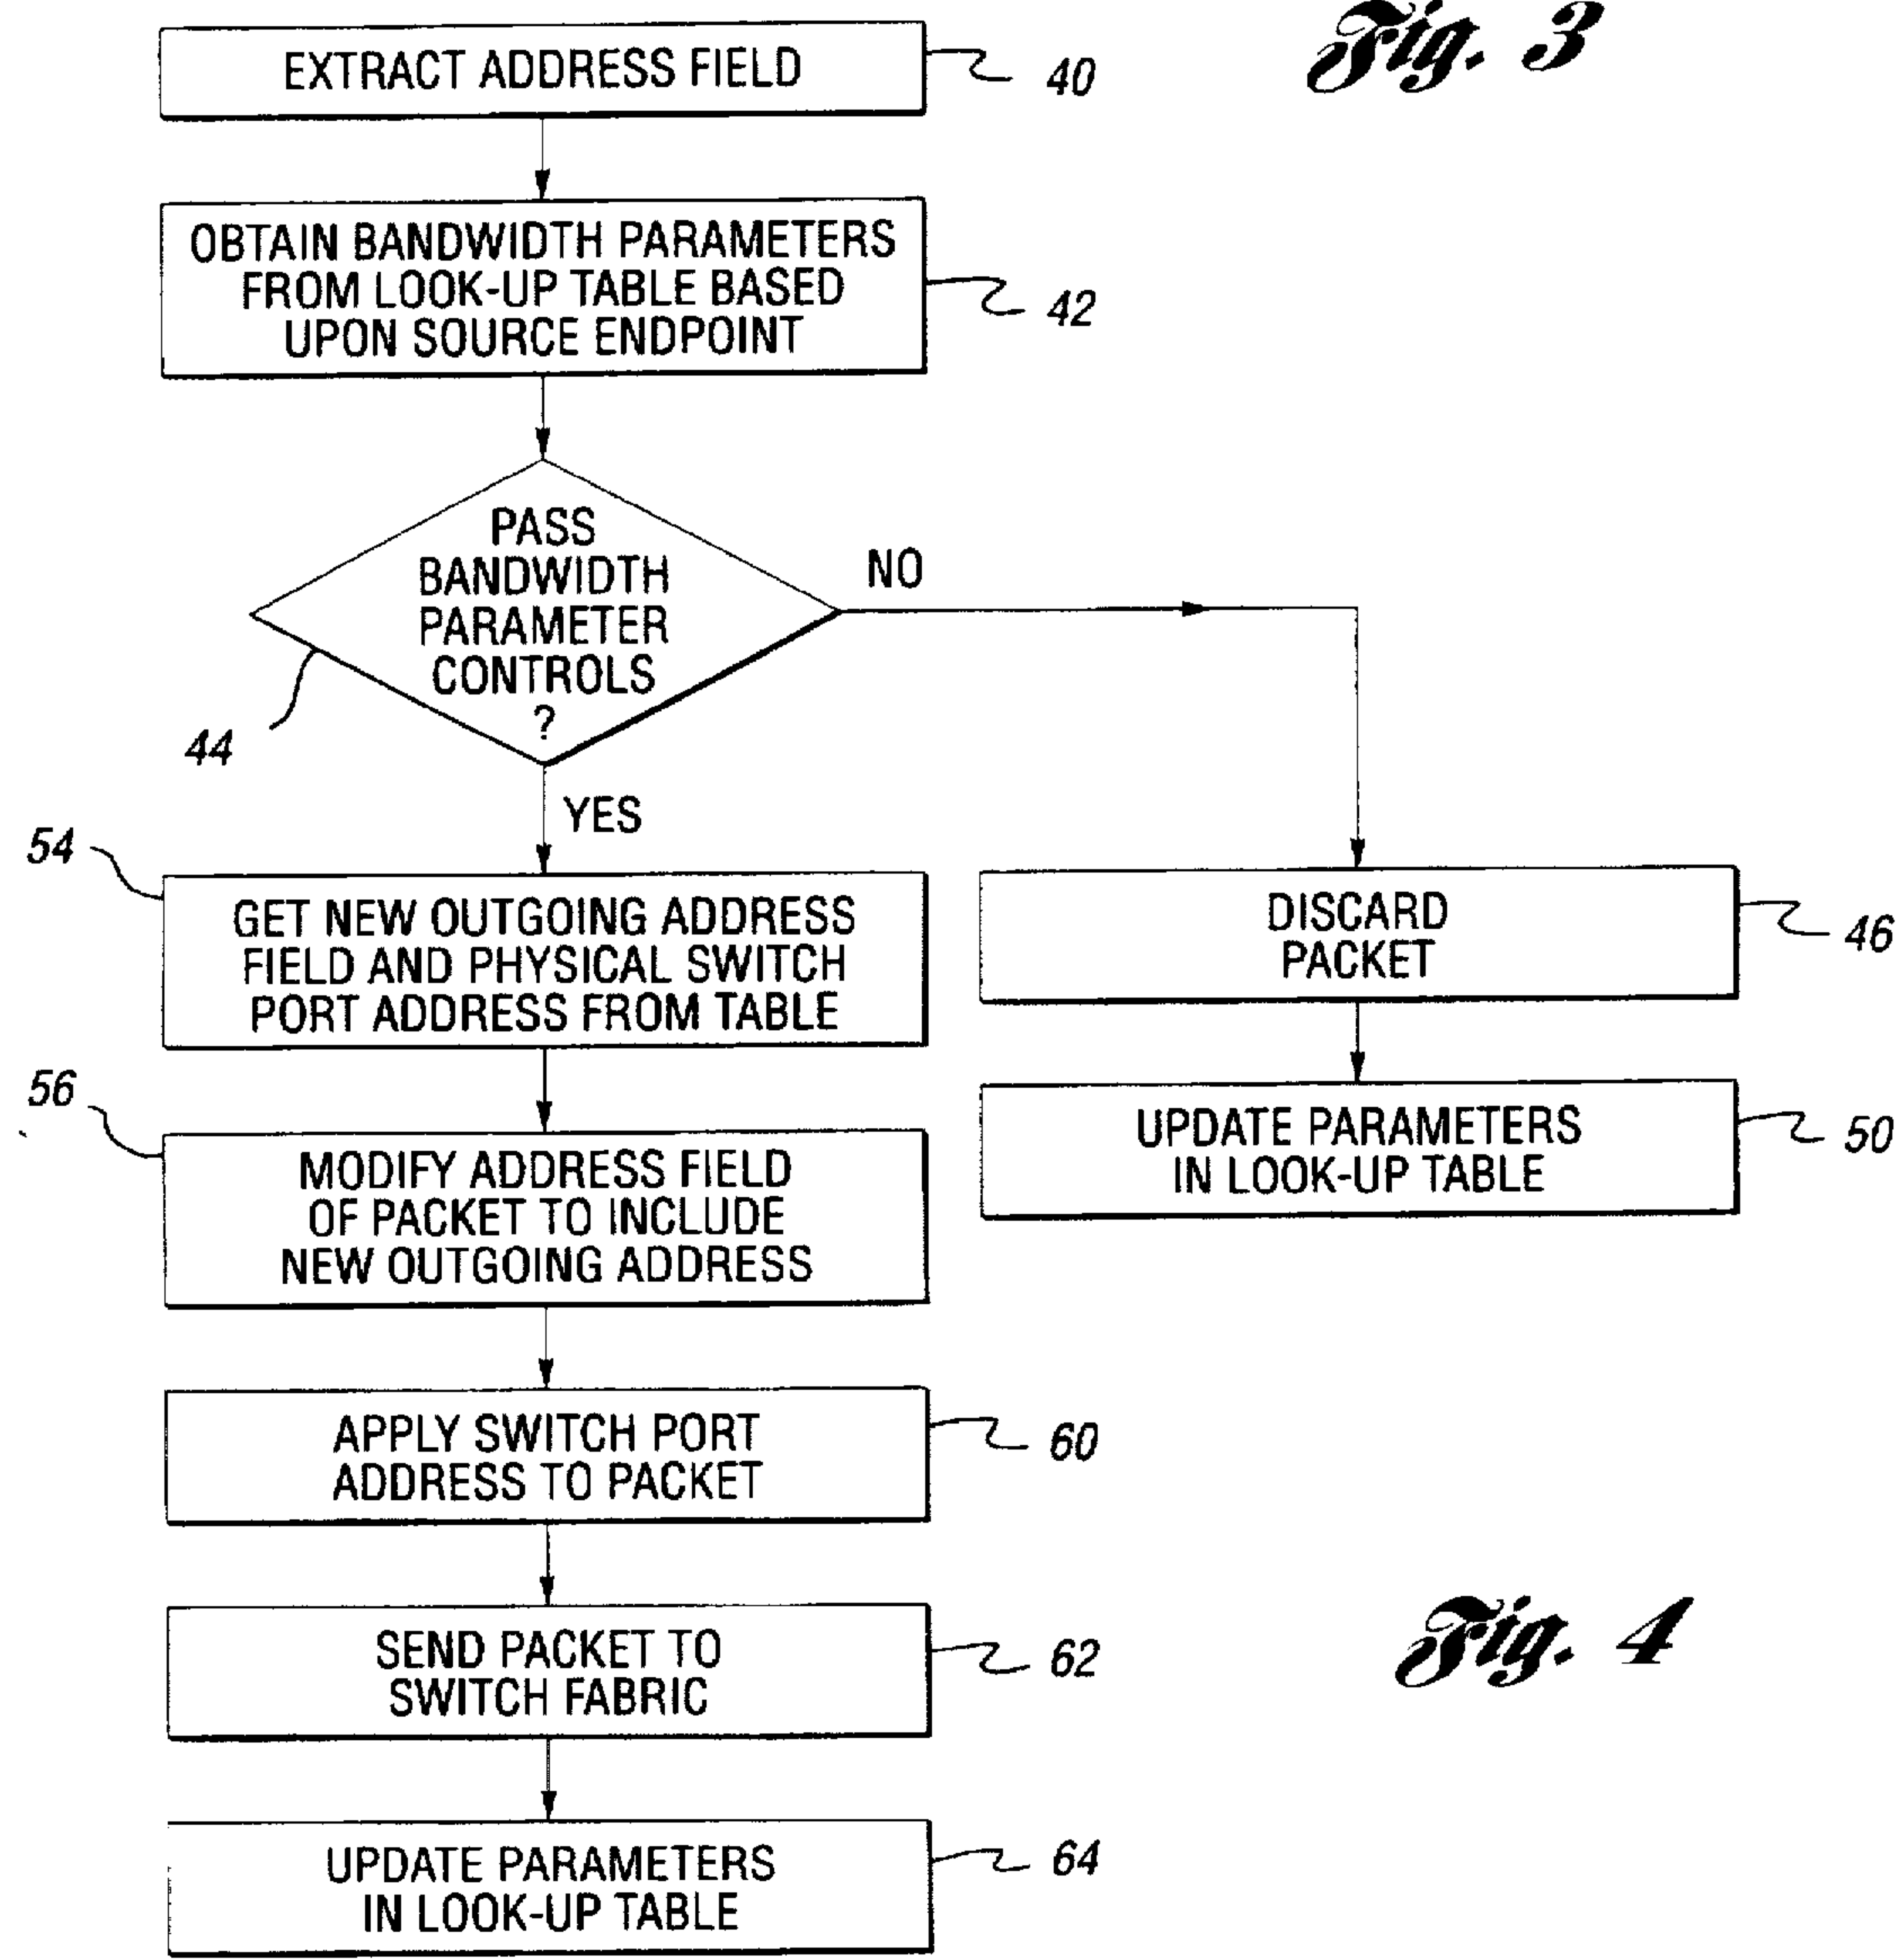 Fig. 3
EXTRACT ADDRESS FIELD
40
OBTAIN BANDWIDTH PARAMETERS
FROM LOOK-UP TABLE BASED
UPON SOURCE ENDPOINT
42
PASS
BANDWIDTH
PARAMETER
CONTROLS
?
44
NO
YES
54
GET NEW OUTGOING ADDRESS
FIELD AND PHYSICAL SWITCH
PORT ADDRESS FROM TABLE
DISCARD
PACKET
46
56
MODIFY ADDRESS FIELD
OF PACKET TO INCLUDE
NEW OUTGOING ADDRESS
UPDATE PARAMETERS
IN LOOK-UP TABLE
50
APPLY SWITCH PORT
ADDRESS TO PACKET
60
SEND PACKET TO
SWITCH FABRIC
62
Fig. 4
UPDATE PARAMETERS
IN LOOK-UP TABLE
64